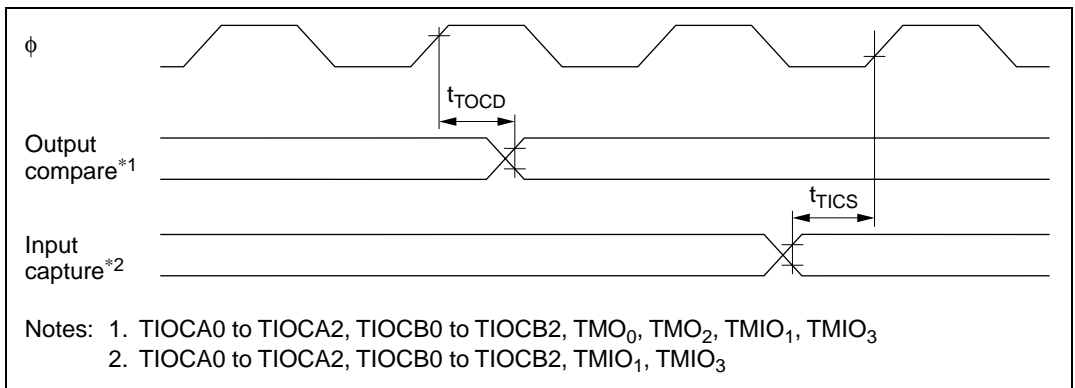 ϕ
tTOCD
Output
compare*1
tTICS
Input
capture*2
Notes: 1. TIOCA0 to TIOCA2, TIOCB0 to TIOCB2, TMO0, TMO2, TMIO1, TMIO3
2. TIOCA0 to TIOCA2, TIOCB0 to TIOCB2, TMIO1, TMIO3